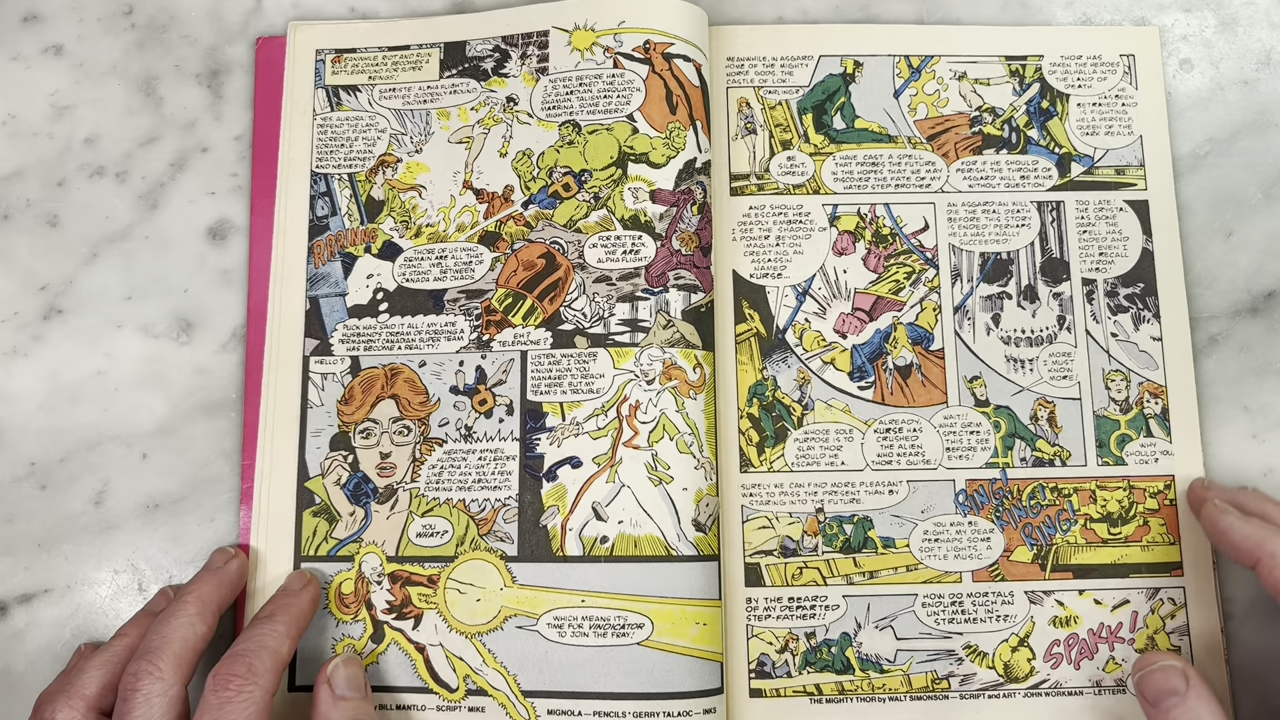 MEANWHILE, RIOT AND RUIN
RULE AS CANADA BECOMES A
BATTLEGROUND FOR SUPER
BEINGS!
SAPRISTE! ALPHA FLIGHT'S
ENEMIES SUDDENLY ABOUND,
SNOWBIRD!
NEVER BEFORE HAVE
I SO MOURNED THE LOSS
OF GUARDIAN, SASQUATCH,
SHAMAN, TALISMAN AND
MARRINA. SOME OF OUR
MIGHTIEST MEMBERS!
YES, AURORA! TO
DEFEND THE LAND,
WE MUST FIGHT THE
INCREDIBLE HULK,
SCRAMBLE -- THE
MIXED-UP MAN,
DEADLY EARNEST
AND NEMESIS!
RRRIINNG
THOSE OF US WHO
REMAIN ARE ALL THAT
STAND... WELL, SOME OF
US STAND... BETWEEN
CANADA AND CHAOS.
FOR BETTER
OR WORSE, BOX,
WE ARE
ALPHA FLIGHT!
PUCK HAS SAID IT ALL! MY LATE
HUSBAND'S DREAM OF FORGING A
PERMANENT CANADIAN SUPER TEAM
HAS BECOME A REALITY!
EH?
TELEPHONE?
HELLO?
HEATHER McNEIL
HUDSON, AS LEADER
OF ALPHA FLIGHT, I'D
LIKE TO ASK YOU A FEW
QUESTIONS ABOUT UP-
COMING DEVELOPMENTS...
YOU
WHAT?
LISTEN, WHOEVER
YOU ARE, I DON'T
KNOW HOW YOU
MANAGED TO REACH
ME HERE, BUT MY
TEAM'S IN TROUBLE!
WHICH MEANS IT'S
TIME FOR VINDICATOR
TO JOIN THE FRAY!
BY BILL MANTLO — SCRIPT * MIKE
MIGNOLA — PENCILS * GERRY TALAOC — INKS
MEANWHILE, IN ASGARD,
HOME OF THE MIGHTY
NORSE GODS, THE
CASTLE OF LOKI...
DARLING?
BE
SILENT,
LORELEI.
I HAVE CAST A SPELL
THAT PROBES THE FUTURE
IN THE HOPES THAT WE MAY
DISCOVER THE FATE OF MY
HATED STEP-BROTHER.
THOR HAS
TAKEN THE HEROES
OF VALHALLA INTO
THE LAND OF
DEATH.
HE
HAS BEEN
BETRAYED AND
IS FIGHTING
HELA HERSELF,
QUEEN OF THE
DARK REALM.
FOR IF HE SHOULD
PERISH, THE THRONE OF
ASGARD WILL BE MINE
WITHOUT QUESTION.
AND SHOULD
HE ESCAPE HER
DEADLY EMBRACE,
I SEE THE SHADOW OF
A POWER BEYOND
IMAGINATION
CREATING AN
ASSASSIN
NAMED
KURSE...
...WHOSE SOLE
PURPOSE IS TO
SLAY THOR
SHOULD HE
ESCAPE HELA.
ALREADY,
KURSE HAS
CRUSHED
THE ALIEN
WHO WEARS
THOR'S GUISE!
AN ASGARDIAN WILL
DIE THE REAL DEATH
BEFORE THIS STORY
IS ENDED! PERHAPS
HELA HAS FINALLY
SUCCEEDED!
WAIT!!
WHAT GRIM
SPECTRE IS
THIS I SEE
BEFORE MY
EYES!
MORE!
I MUST
KNOW
MORE!
TOO LATE!
THE CRYSTAL
HAS GONE
DARK! THE
SPELL HAS
ENDED AND
NOT EVEN I
CAN RECALL
IT FROM
LIMBO!
WHY
SHOULD YOU,
LOKI?
SURELY WE CAN FIND MORE PLEASANT
WAYS TO PASS THE PRESENT THAN BY
STARING INTO THE FUTURE.
YOU MAY BE
RIGHT, MY DEAR.
PERHAPS SOME
SOFT LIGHTS, A
LITTLE MUSIC...
RING!
RING!
RING!
BY THE BEARD
OF MY DEPARTED
STEP-FATHER!!
HOW DO MORTALS
ENDURE SUCH AN
UNTIMELY IN-
STRUMENT??!!
SPAKK!
THE MIGHTY THOR by WALT SIMONSON — SCRIPT and ART * JOHN WORKMAN — LETTERS